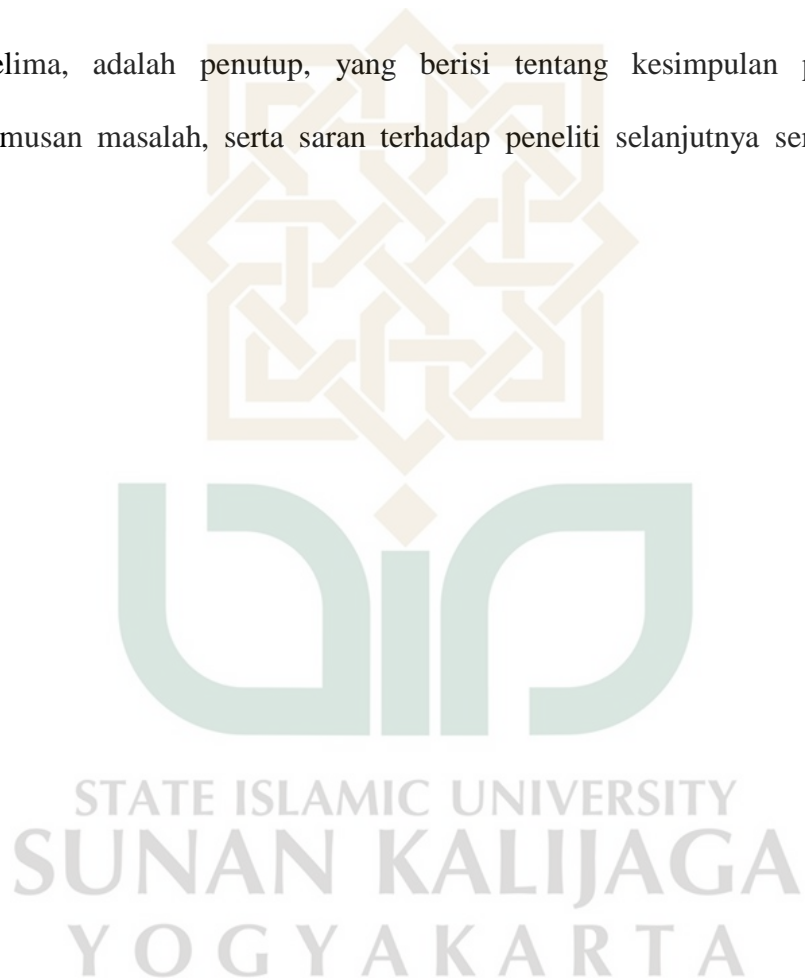 elima, adalah penutup, yang berisi tentang kesimpulan p
musan masalah, serta saran terhadap peneliti selanjutnya ser
STATE ISLAMIC UNIVERSITY
SUNAN KALIJAGA
YOGYAKARTA